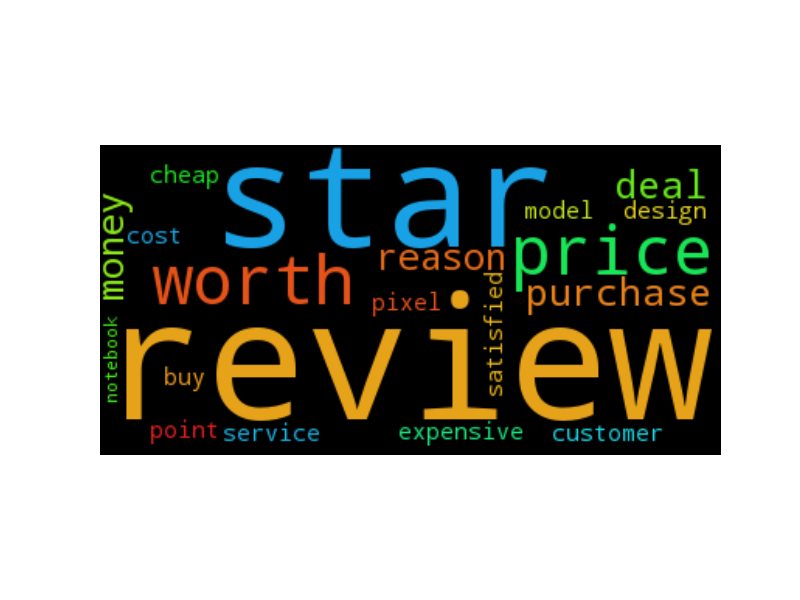 star
cheap
deal
model
design
money
cost
price
reason
worth
purchase
pixel
satisfied
review
notebook
buy
point
service
expensive
customer